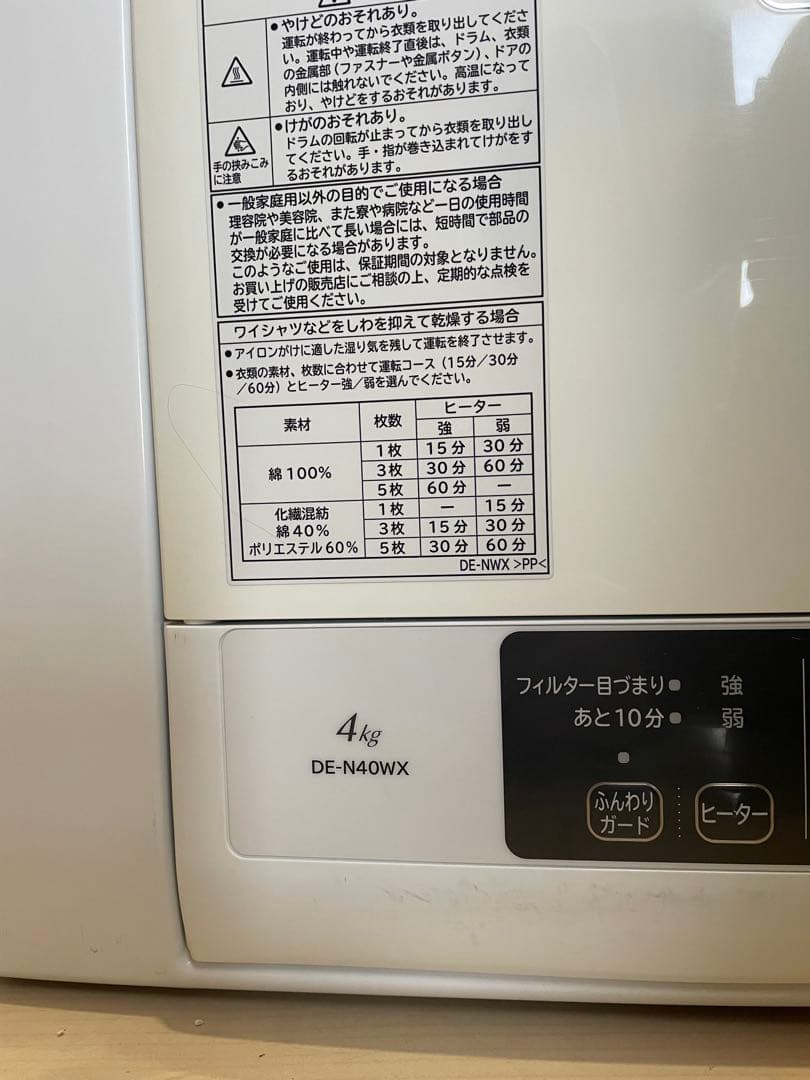 ●やけどのおそれあり。
運転が終わってから衣類を取り出してくださ
い。運転中や運転終了直後は、ドラム、衣類
の金属部(ファスナーや金属ボタン)、ドアの
内側には触れないでください。高温になって
おり、やけどをするおそれがあります。
●けがのおそれあり。
ドラムの回転が止まってから衣類を取り出し
てください。手・指が巻き込まれてけがをす
るおそれがあります。
手の挟みこみ
に注意
●一般家庭用以外の目的でご使用になる場合
理容院や美容院、また寮や病院など一日の使用時間
が一般家庭に比べて長い場合には、短時間で部品の
交換が必要になる場合があります。
このようなご使用は、保証期間の対象となりません。
お買い上げの販売店にご相談の上、定期的な点検を
受けてご使用ください。
ワイシャツなどをしわを抑えて乾燥する場合
●アイロンがけに適した湿り気を残して運転を終了させます。
●衣類の素材、枚数に合わせて運転コース(15分/30分
/60分)とヒーター強/弱を選んでください。
素材 枚数 ヒーター
強 弱
綿100% 1枚 15分 30分
3枚 30分 60分
5枚 60分 ―
化繊混紡 綿40% ポリエステル60% 1枚 ― 15分
3枚 15分 30分
5枚 30分 60分
DE-NWX >PP<
4kg
DE-N40WX
フィルター目づまり● 強
あと10分● 弱
ふんわり
ガード
ヒーター